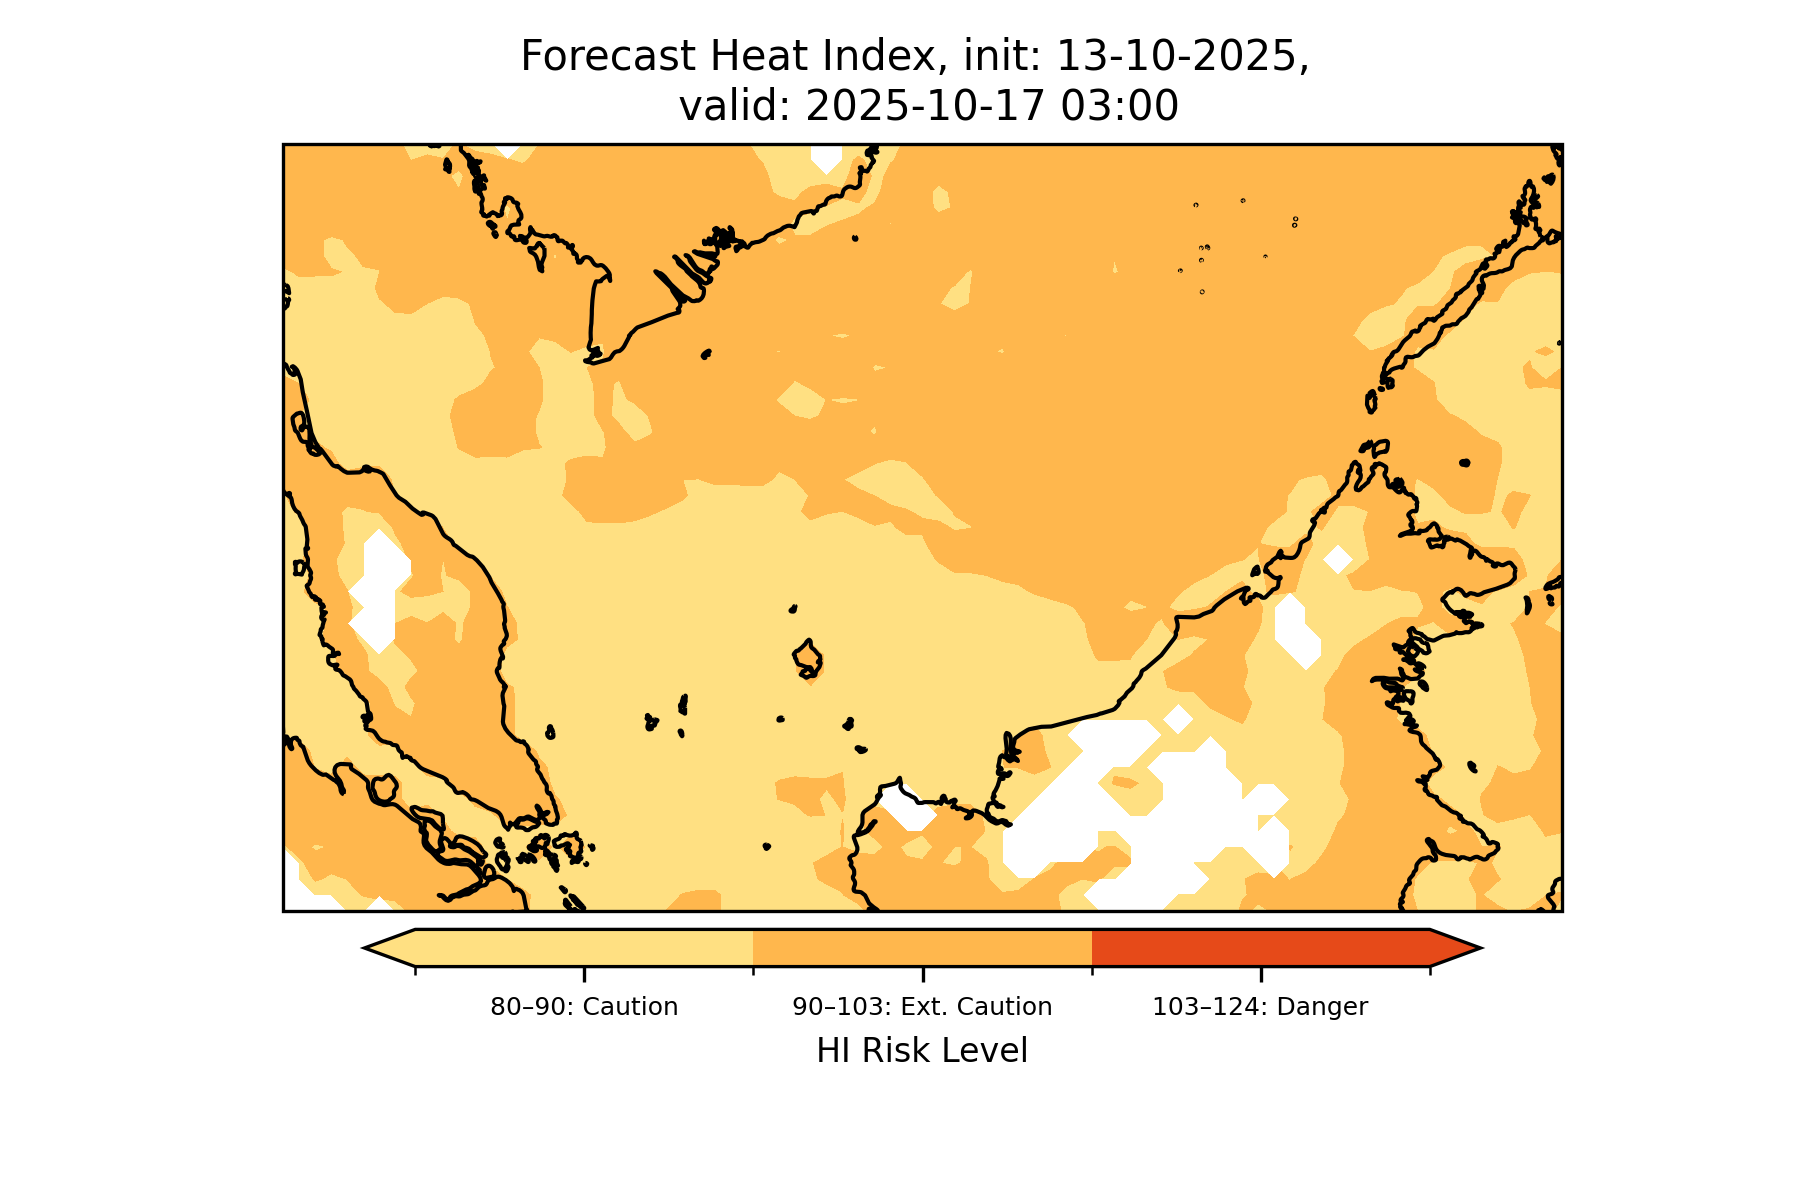 Forecast Heat Index, init: 13-10-2025,
valid: 2025-10-17 03:00
80–90: Caution
90–103: Ext. Caution
103–124: Danger
HI Risk Level